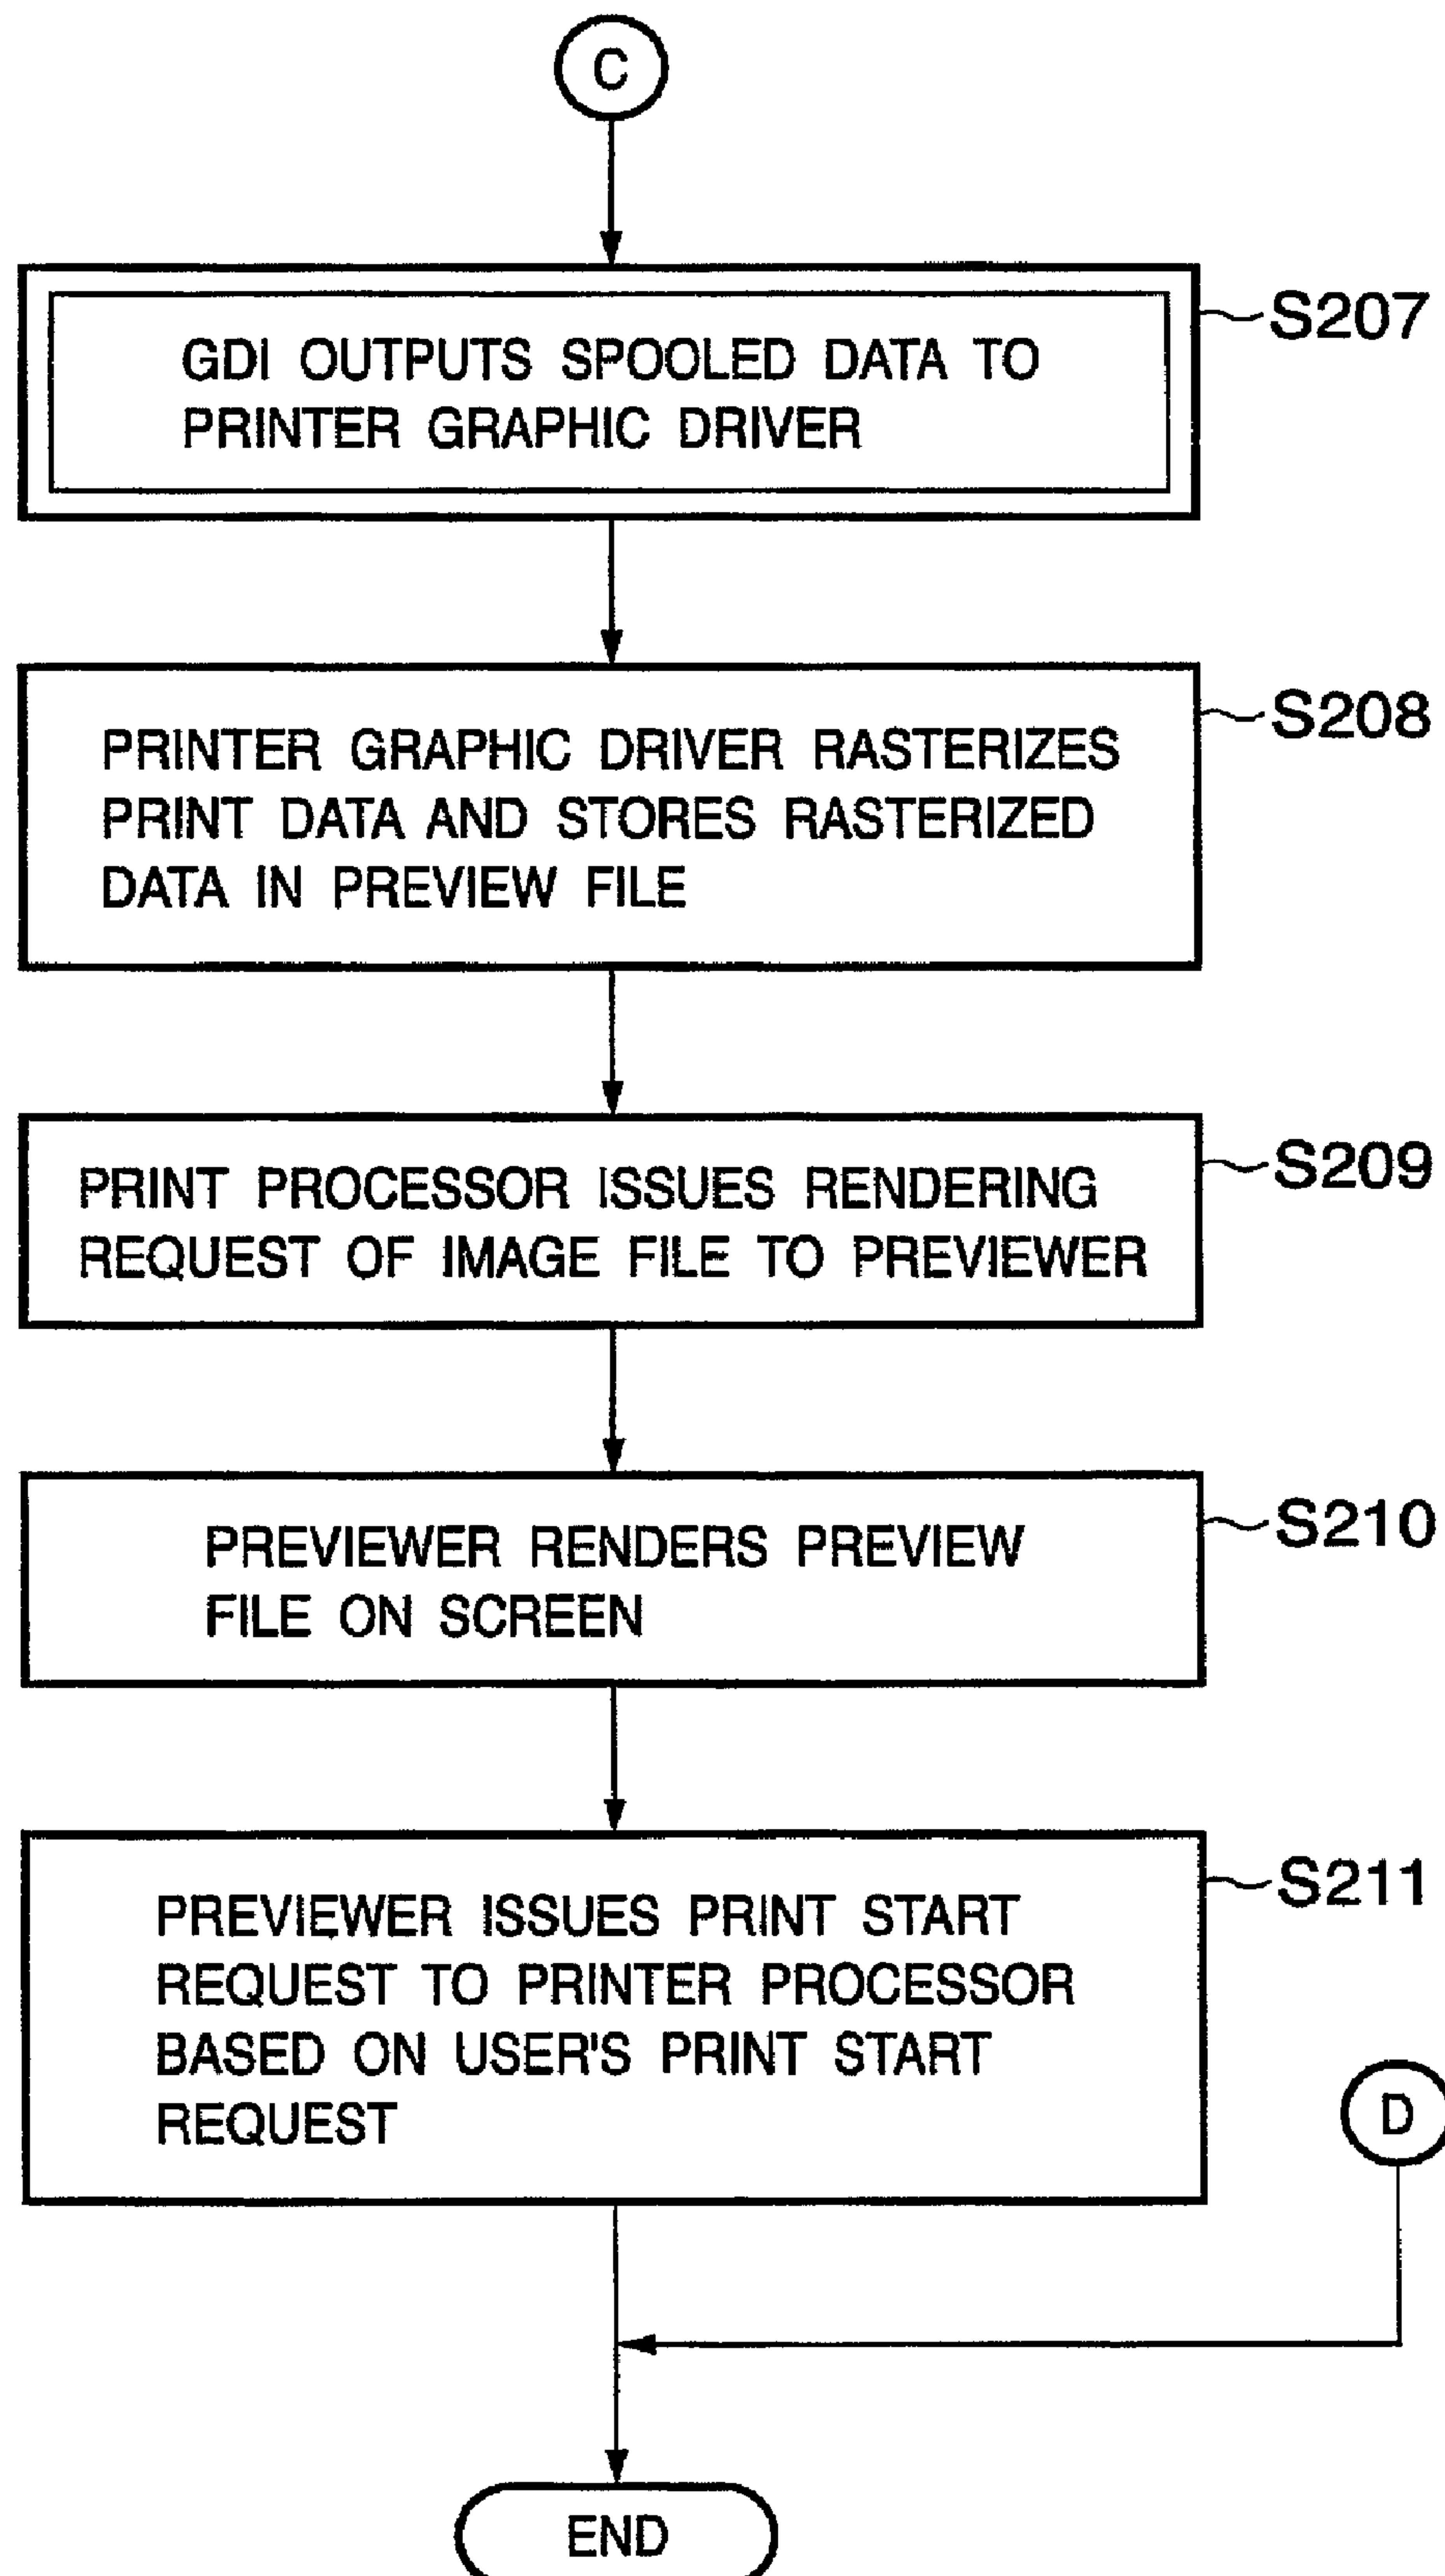 C
S207
GDI OUTPUTS SPOOLED DATA TO
PRINTER GRAPHIC DRIVER
S208
PRINTER GRAPHIC DRIVER RASTERIZES
PRINT DATA AND STORES RASTERIZED
DATA IN PREVIEW FILE
S209
PRINT PROCESSOR ISSUES RENDERING
REQUEST OF IMAGE FILE TO PREVIEWER
S210
PREVIEWER RENDERS PREVIEW
FILE ON SCREEN
S211
PREVIEWER ISSUES PRINT START
REQUEST TO PRINTER PROCESSOR
BASED ON USER'S PRINT START
REQUEST
D
END